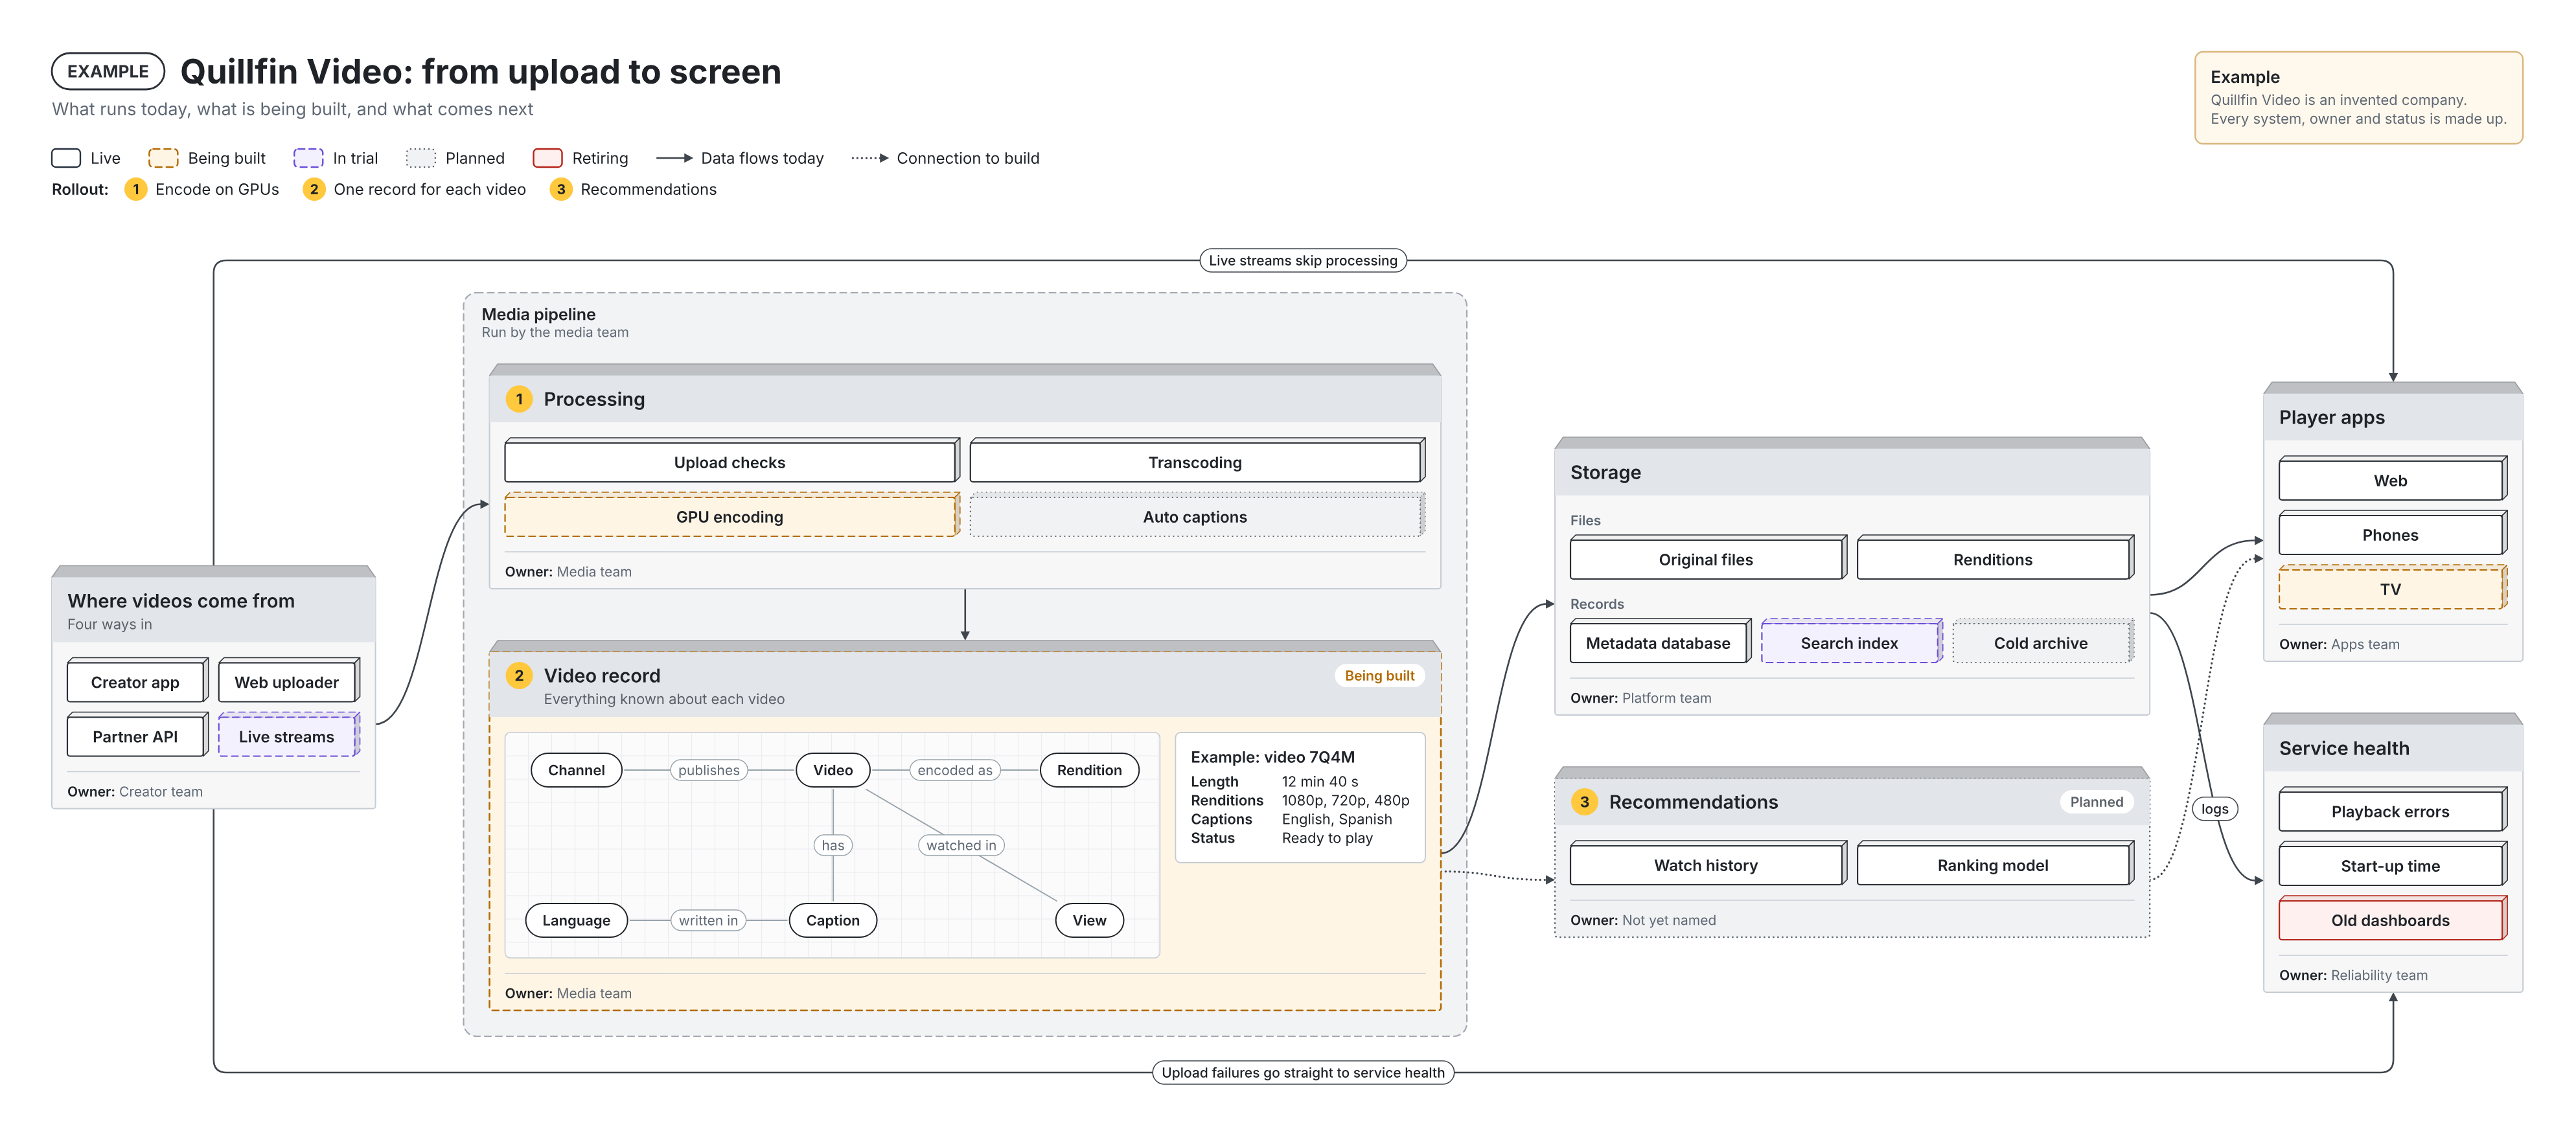 EXAMPLE
Quillfin Video: from upload to screen
What runs today, what is being built, and what comes next
Example
Quillfin Video is an invented company.
Every system, owner and status is made up.
Live
Being built
In trial
Planned
Retiring
Data flows today
Connection to build
Rollout:
1 Encode on GPUs
2 One record for each video
3 Recommendations
Live streams skip processing
Where videos come from
Four ways in
Creator app
Web uploader
Partner API
Live streams
Owner: Creator team
Media pipeline
Run by the media team
1 Processing
Upload checks
Transcoding
GPU encoding
Auto captions
Owner: Media team
2 Video record
Everything known about each video
Being built
Channel
publishes
Video
encoded as
Rendition
has
watched in
Language
written in
Caption
View
Example: video 7Q4M
Length 12 min 40 s
Renditions 1080p, 720p, 480p
Captions English, Spanish
Status Ready to play
Owner: Media team
Storage
Files
Original files
Renditions
Records
Metadata database
Search index
Cold archive
Owner: Platform team
3 Recommendations
Planned
Watch history
Ranking model
Owner: Not yet named
Player apps
Web
Phones
TV
Owner: Apps team
logs
Service health
Playback errors
Start-up time
Old dashboards
Owner: Reliability team
Upload failures go straight to service health